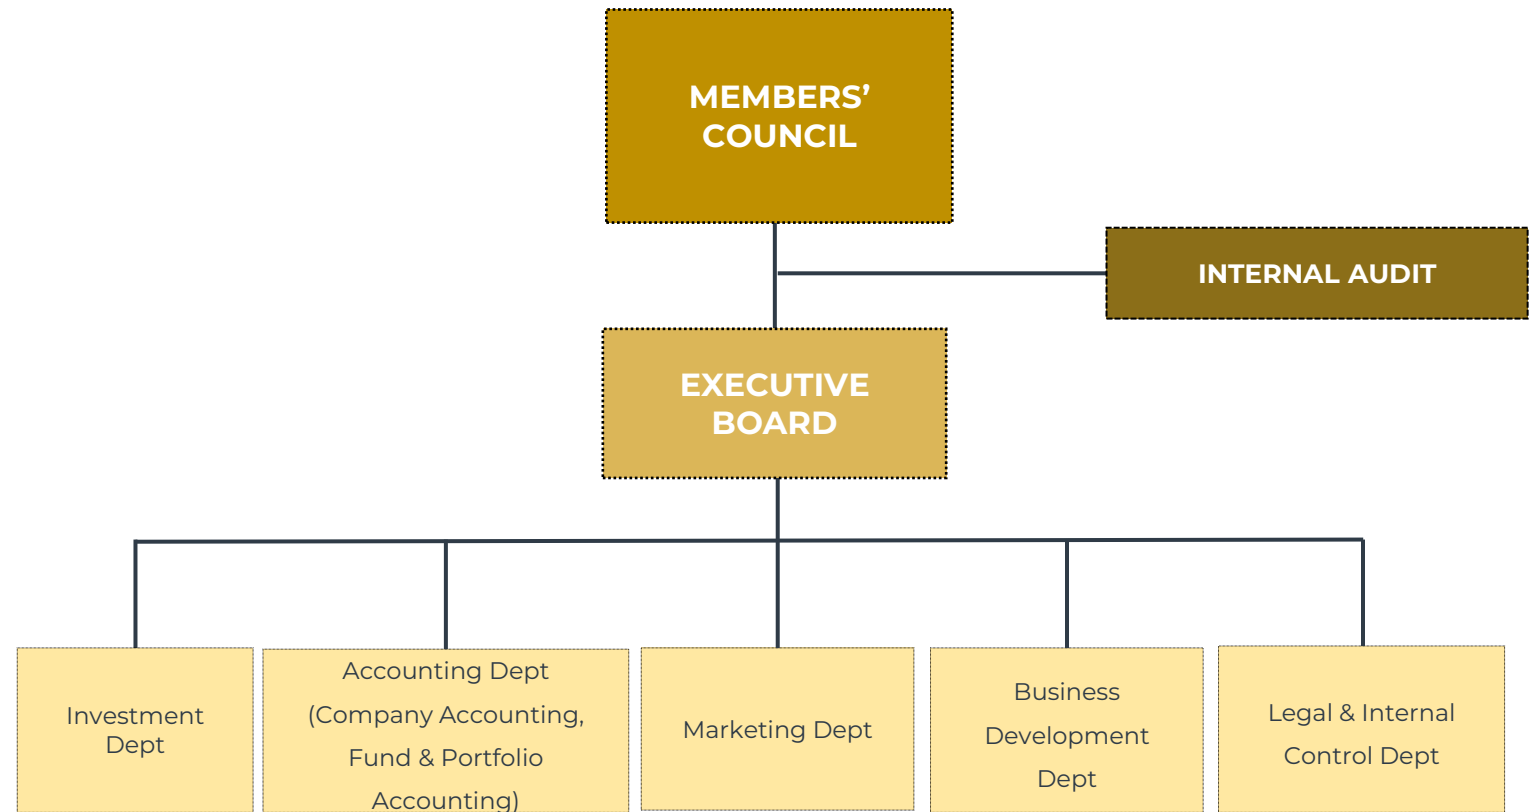 MEMBERS’
COUNCIL
INTERNAL AUDIT
EXECUTIVE
BOARD
Investment
Dept
Accounting Dept
(Company Accounting,
Fund & Portfolio
Accounting)
Marketing Dept
Business
Development
Dept
Legal & Internal
Control Dept